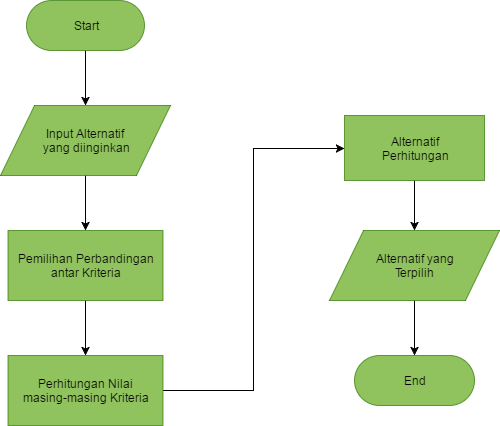 Start
Input Alternatif
yang diinginkan
Pemilihan Perbandingan
antar Kriteria
Perhitungan Nilai
masing-masing Kriteria
Alternatif
Perhitungan
Alternatif yang
Terpilih
End